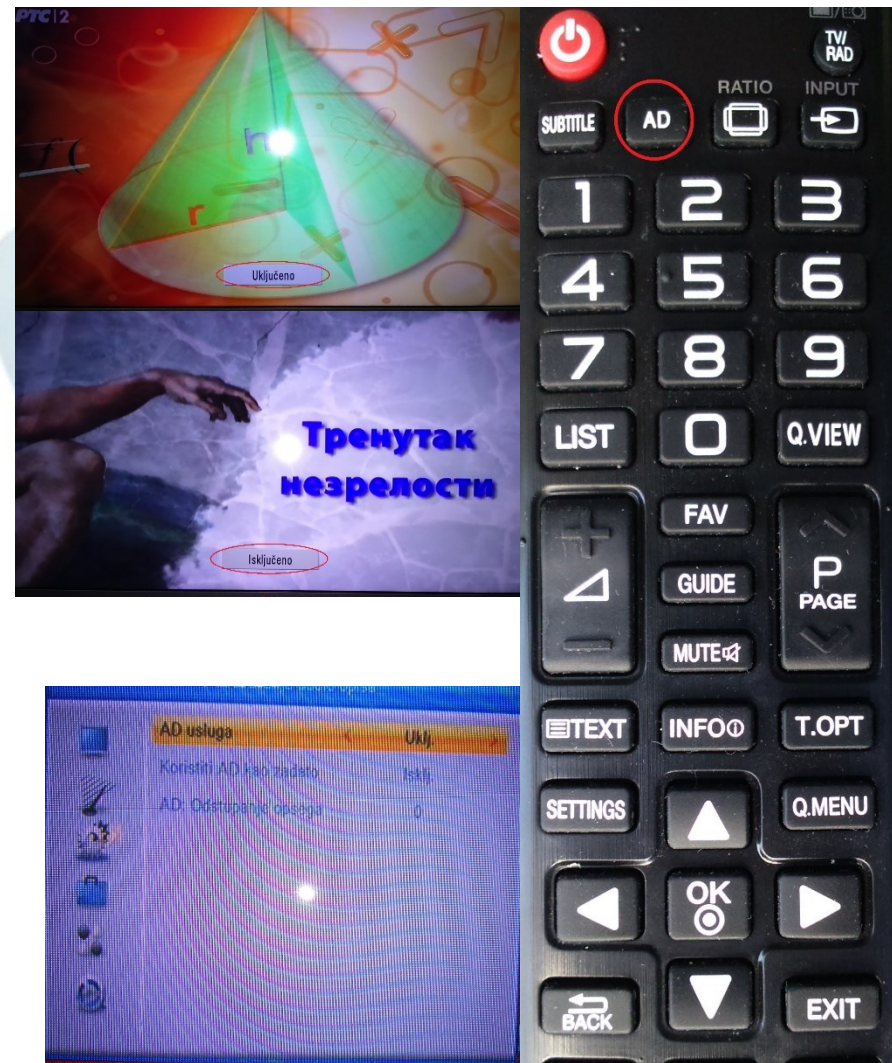 РТС|2
f (
h
r
Uključeno
Тренутак
незрелости
Isključeno
AD usluga Uklj.
Koristiti AD kao zadato Isklj.
AD: Odstupanje opsega 0
TV/
RAD
RATIO INPUT
SUBTITLE AD
1 2 3
4 5 6
7 8 9
LIST 0 Q.VIEW
FAV
P
PAGE
GUIDE
MUTE
TEXT INFO T.OPT
SETTINGS Q.MENU
OK
BACK EXIT